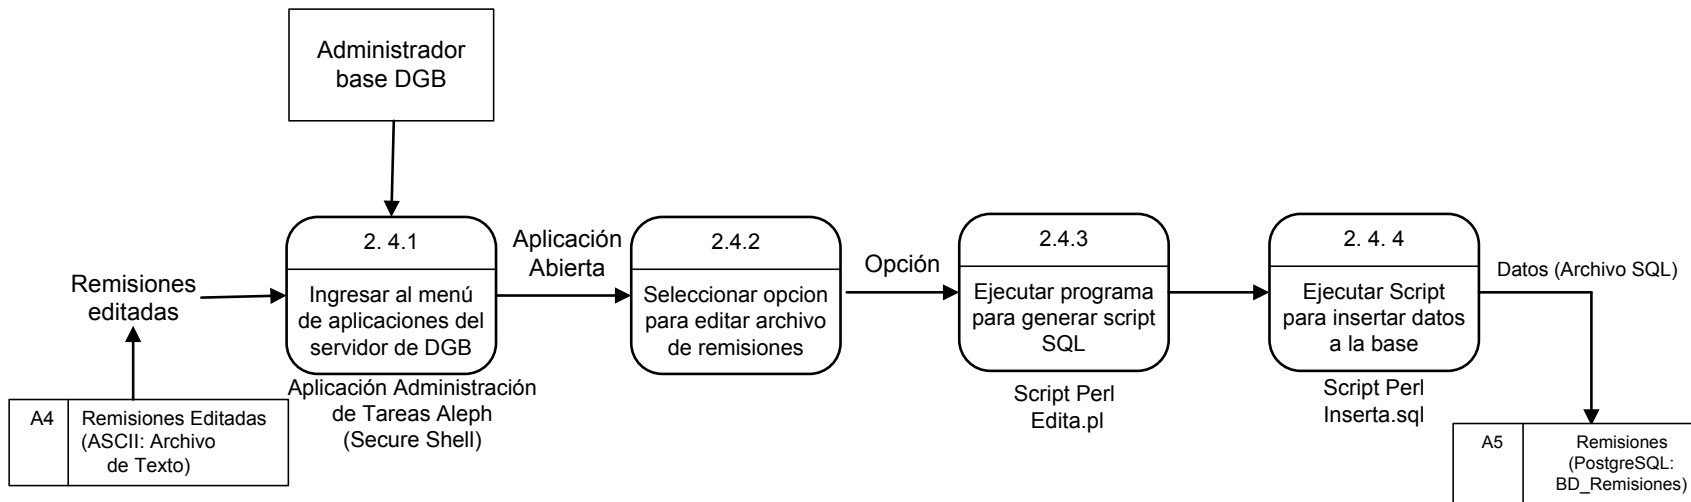 Administrador
base DGB
2. 4.1
Ingresar al menú
de aplicaciones del
servidor de DGB
Aplicación Administración
de Tareas Aleph
(Secure Shell)
Remisiones
editadas
A4
Remisiones Editadas
(ASCII: Archivo
de Texto)
Aplicación
Abierta
2.4.2
Seleccionar opcion
para editar archivo
de remisiones
Opción
2.4.3
Ejecutar programa
para generar script
SQL
Script Perl
Edita.pl
2. 4. 4
Ejecutar Script
para insertar datos
a la base
Script Perl
Inserta.sql
Datos (Archivo SQL)
A5
Remisiones
(PostgreSQL:
BD_Remisiones)